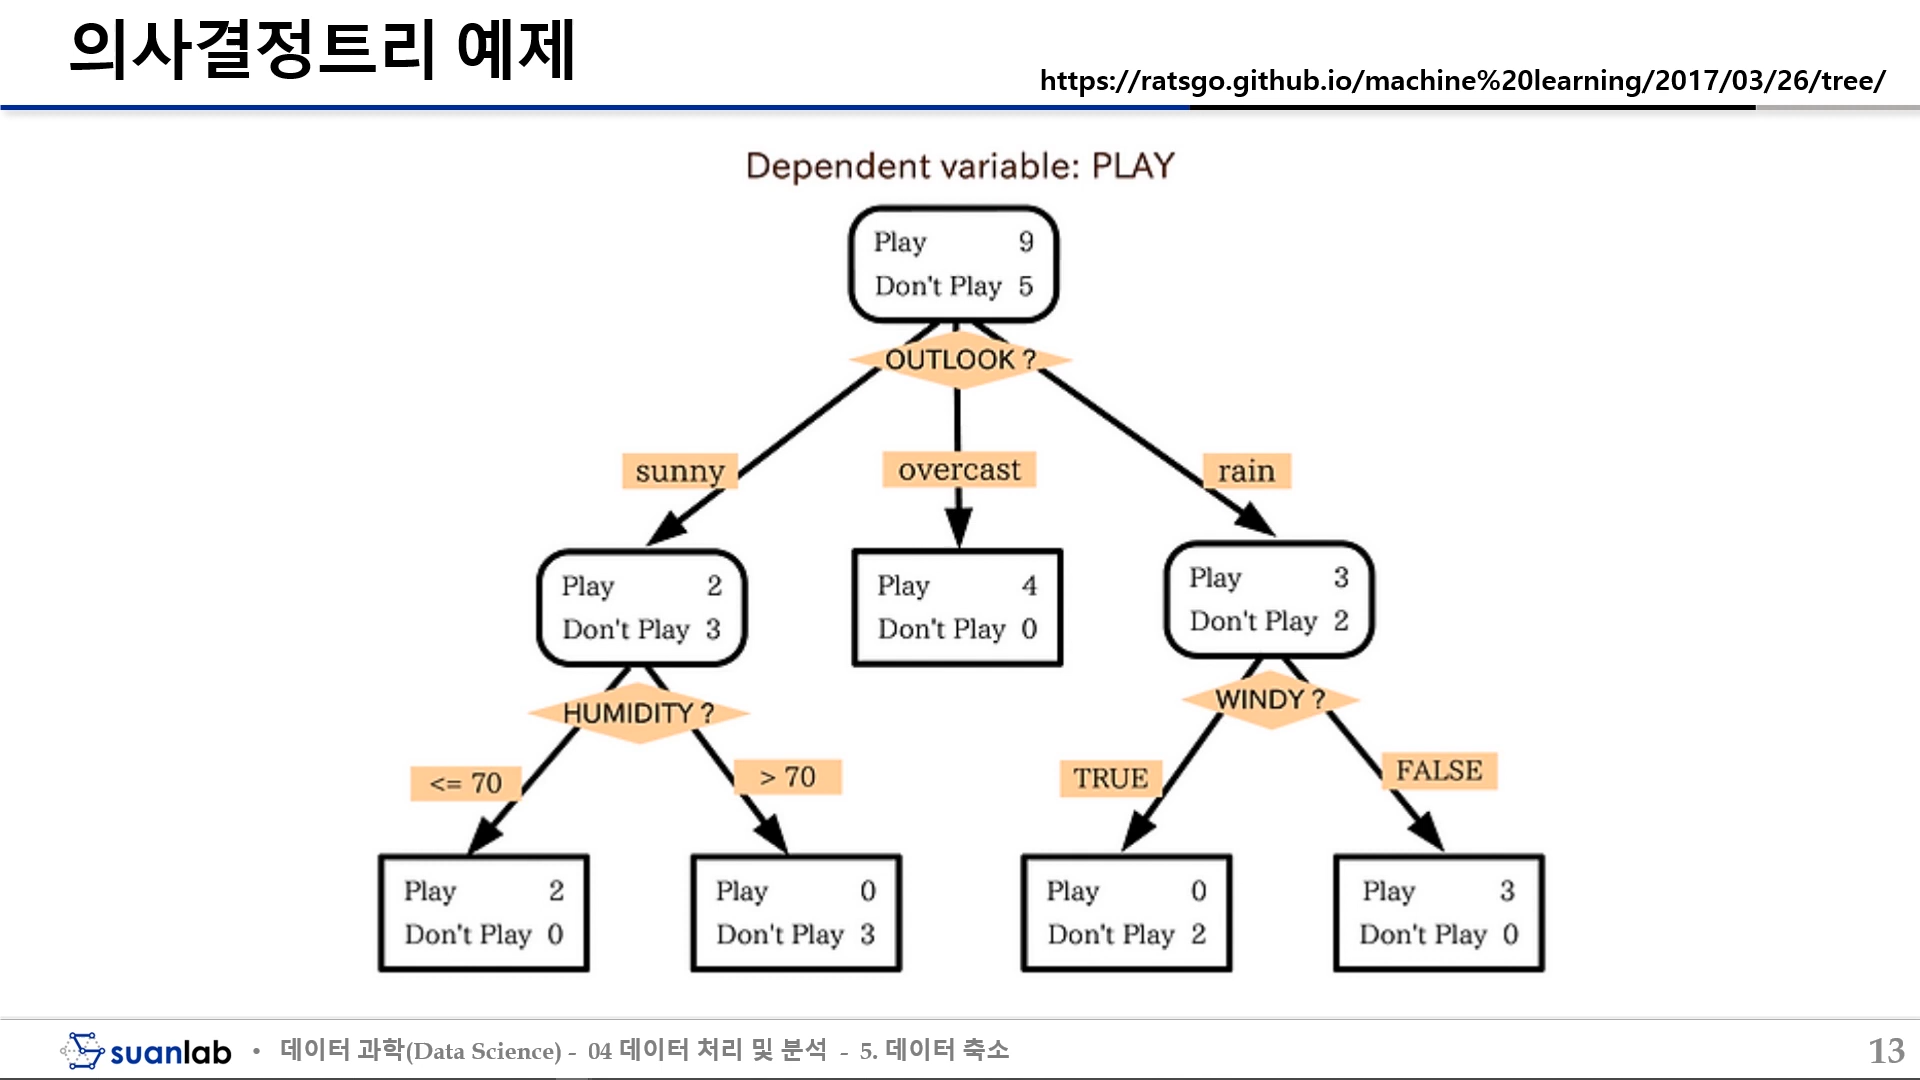 의사결정트리 예제
https://ratsgo.github.io/machine%20learning/2017/03/26/tree/
Dependent variable: PLAY
Play 9
Don't Play 5
OUTLOOK ?
sunny
overcast
rain
Play 2
Don't Play 3
Play 4
Don't Play 0
Play 3
Don't Play 2
HUMIDITY ?
WINDY ?
<= 70
> 70
TRUE
FALSE
Play 2
Don't Play 0
Play 0
Don't Play 3
Play 0
Don't Play 2
Play 3
Don't Play 0
suanlab • 데이터 과학(Data Science) - 04 데이터 처리 및 분석 - 5. 데이터 축소
13